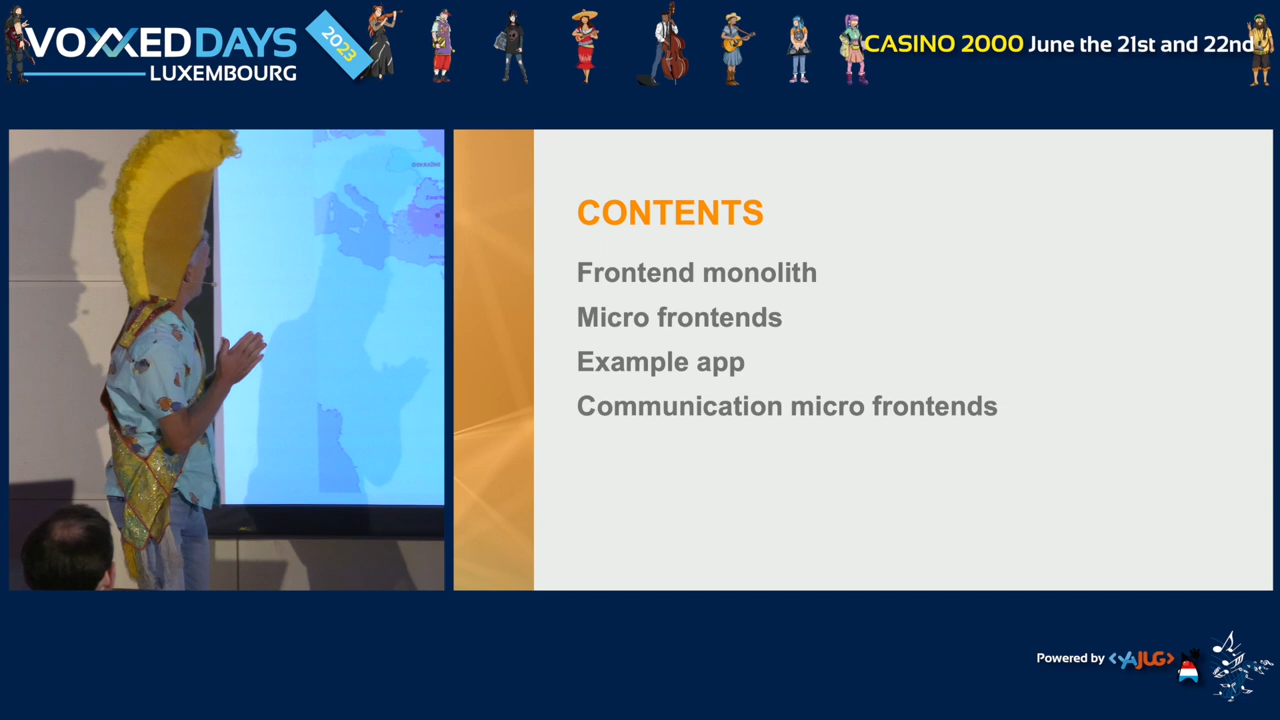 VOXXEDDAYS
LUXEMBOURG
2023
CASINO 2000 June the 21st and 22nd
CONTENTS
Frontend monolith
Micro frontends
Example app
Communication micro frontends
Powered by <YAJUG>